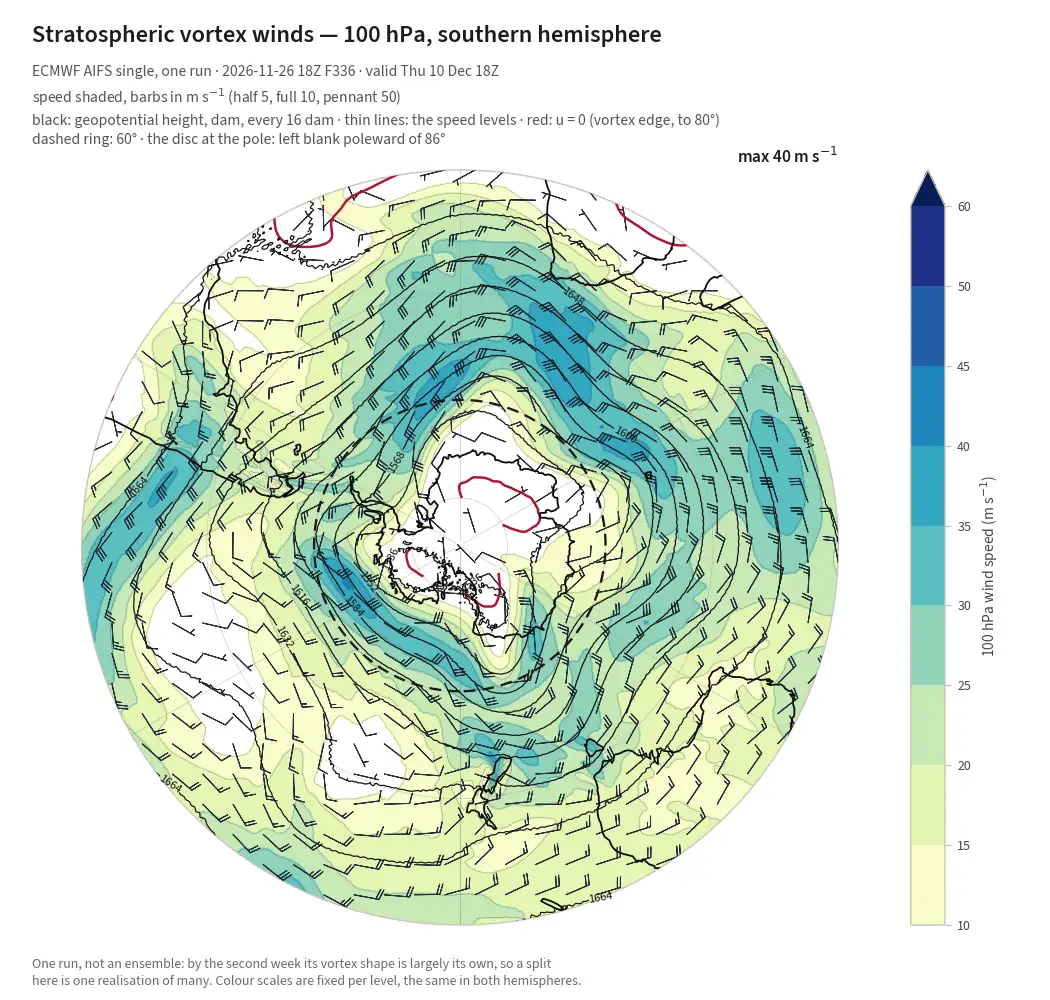 Stratospheric vortex winds — 100 hPa, southern hemisphere
ECMWF AIFS single, one run · 2026-11-26 18Z F336 · valid Thu 10 Dec 18Z
speed shaded, barbs in m s⁻¹ (half 5, full 10, pennant 50)
black: geopotential height, dam, every 16 dam · thin lines: the speed levels · red: u = 0 (vortex edge, to 80°)
dashed ring: 60° · the disc at the pole: left blank poleward of 86°
max 40 m s⁻¹
60
50
45
40
35
30
25
20
15
10
100 hPa wind speed (m s⁻¹)
1648
1664
1568
1664
1616
1584
1632
1664
1664
One run, not an ensemble: by the second week its vortex shape is largely its own, so a split
here is one realisation of many. Colour scales are fixed per level, the same in both hemispheres.